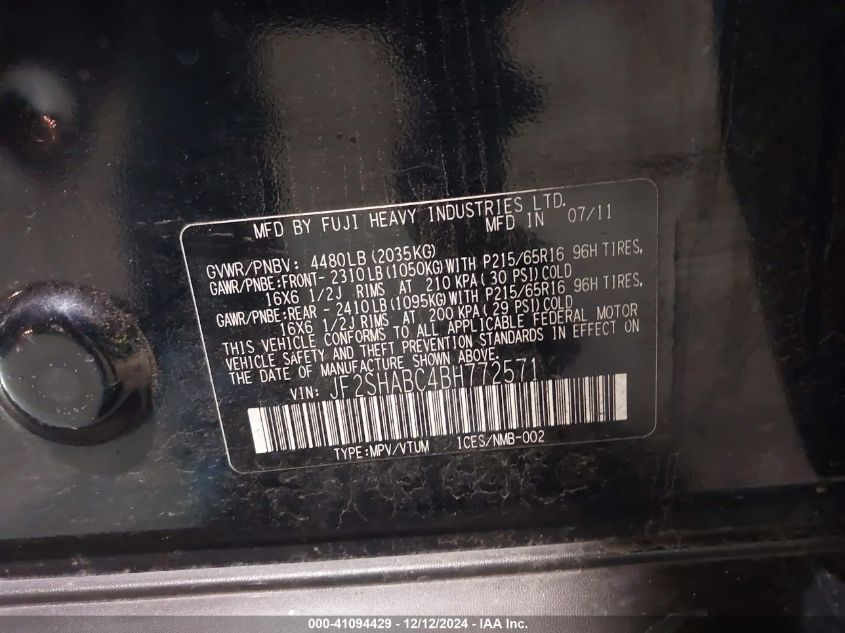 MFD BY FUJI HEAVY INDUSTRIES LTD.
MFD IN 07/11
GVWR/PNBV: 4480LB(2035KG)
GAWR/PNBE:FRONT- 2310LB(1050KG)WITH P215/65R16 96H TIRES,
16X6 1/2J RIMS AT 210 KPA(30 PSI)COLD
GAWR/PNBE:REAR - 2410LB(1095KG)WITH P215/65R16 96H TIRES,
16X6 1/2J RIMS AT 200 KPA(29 PSI)COLD
THIS VEHICLE CONFORMS TO ALL APPLICABLE FEDERAL MOTOR
VEHICLE SAFETY AND THEFT PREVENTION STANDARDS IN EFFECT ON
THE DATE OF MANUFACTURE SHOWN ABOVE.
VIN: JF2SHABC4BH772571
TYPE:MPV/VTUM ICES/NMB-002
000-41094429 - 12/12/2024 - IAA Inc.